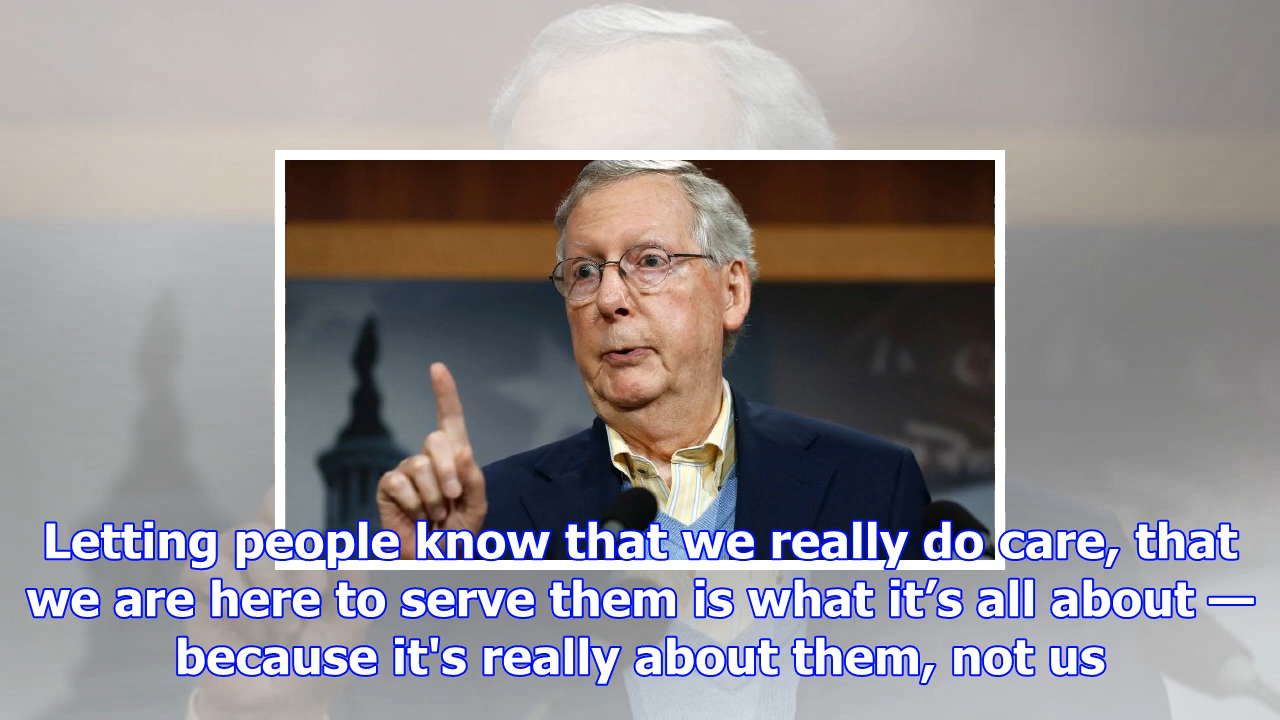 Letting people know that we really do care, that
we are here to serve them is what it’s all about —
because it's really about them, not us